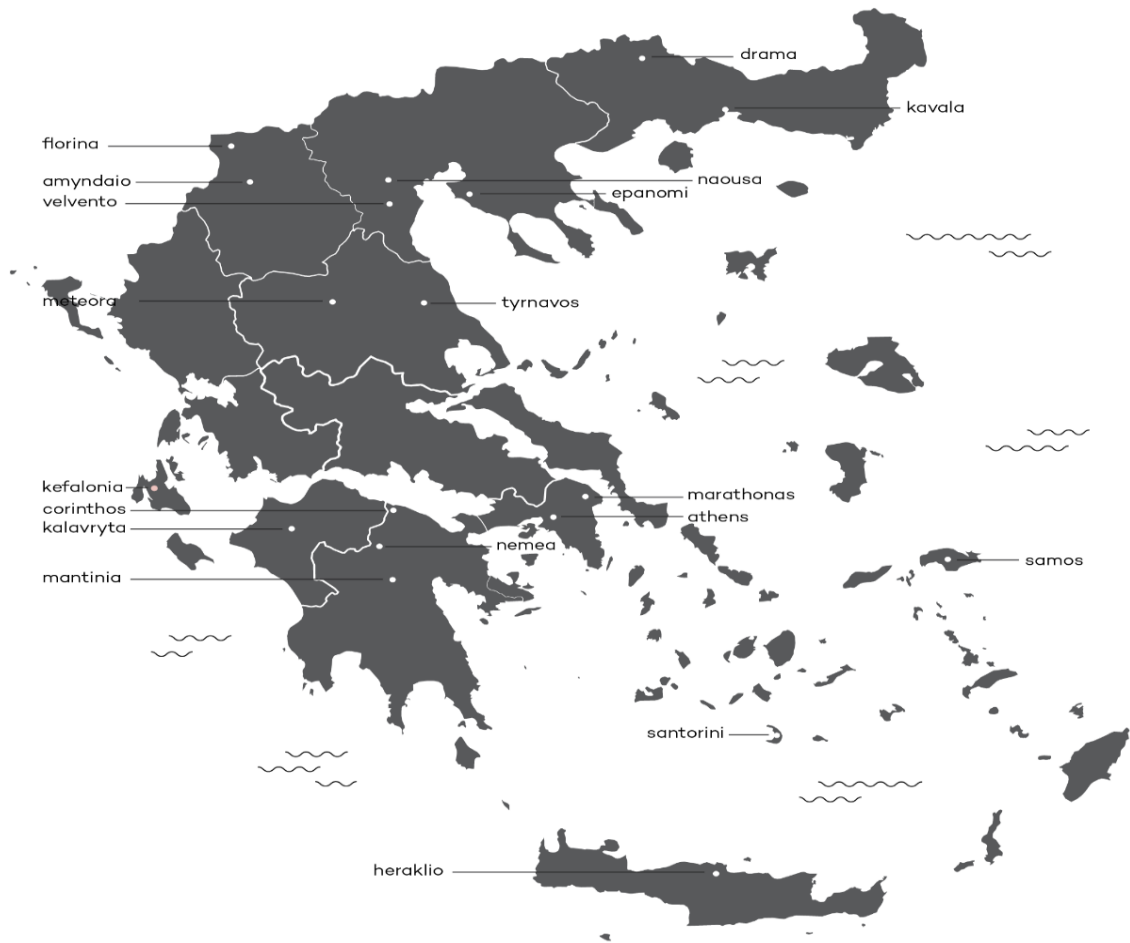 drama
kavala
florina
amyndaio
naousa
epanomi
velvento
meteora
tyrnavos
kefalonia
marathonas
corinthos
athens
kalavryta
nemea
samos
mantinia
santorini
heraklio